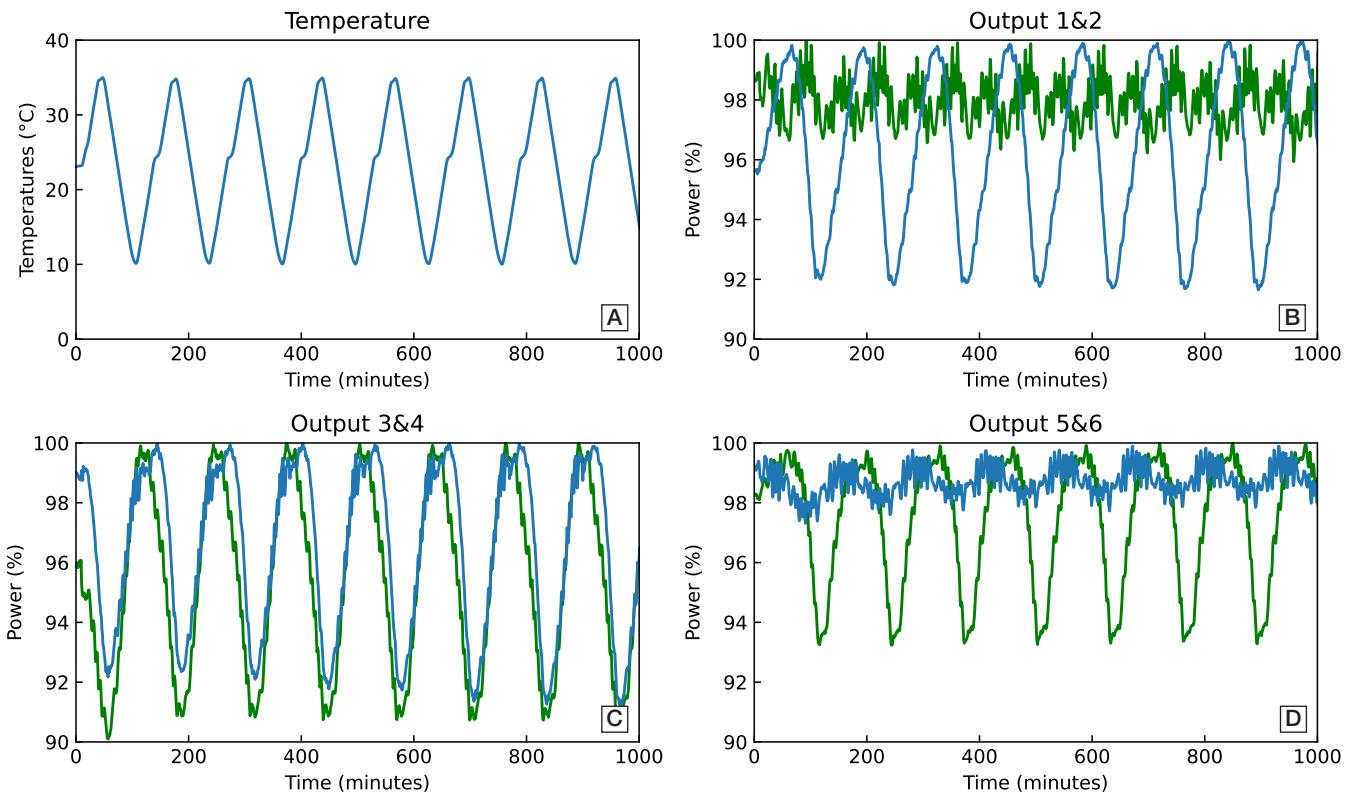 Temperature
40
30
20
10
0
Temperatures (°C)
0 200 400 600 800 1000
Time (minutes)
A
Output 1&2
100
98
96
94
92
90
Power (%)
0 200 400 600 800 1000
Time (minutes)
B
Output 3&4
100
98
96
94
92
90
Power (%)
0 200 400 600 800 1000
Time (minutes)
C
Output 5&6
100
98
96
94
92
90
Power (%)
0 200 400 600 800 1000
Time (minutes)
D